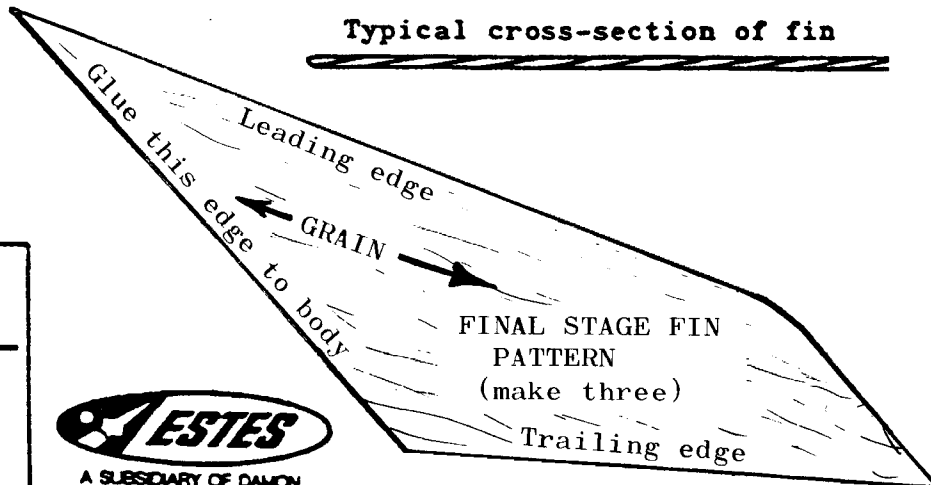 Typical cross-section of fin
Leading edge
Glue this edge to body
GRAIN
FINAL STAGE FIN
PATTERN
(make three)
Trailing edge
ESTES
A SUBSIDIARY OF DAMON